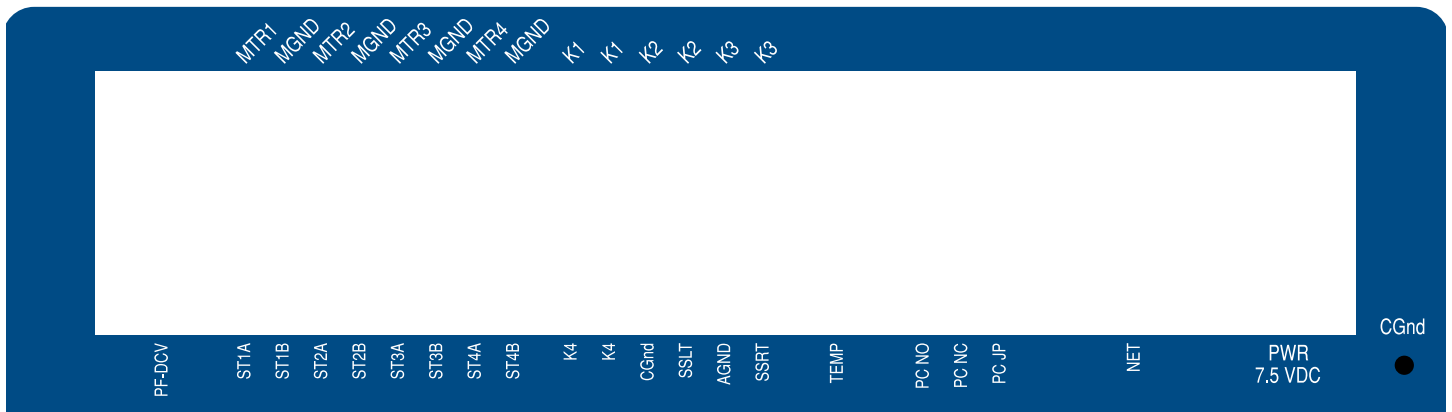 MTR1 MGND MTR2 MGND MTR3 MGND MTR4 MGND K1 K1 K2 K2 K3 K3
CGnd
PF-DCV ST1A ST1B ST2A ST2B ST3A ST3B ST4A ST4B K4 K4 CGnd SSLT AGND SSRT TEMP PC NO PC NC PC JP NET PWR
7.5 VDC